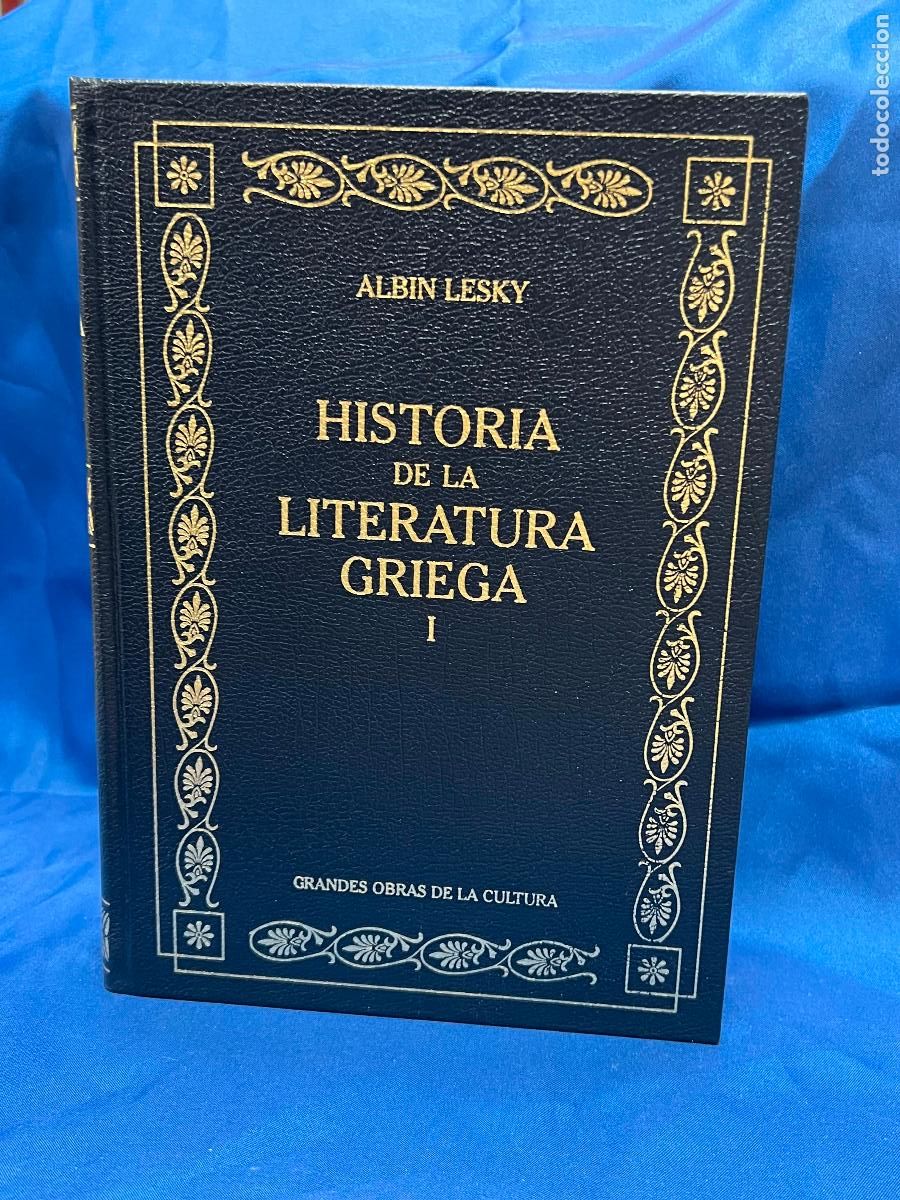 ALBIN LESKY
HISTORIA
DE LA
LITERATURA
GRIEGA
I
GRANDES OBRAS DE LA CULTURA
todocoleccion